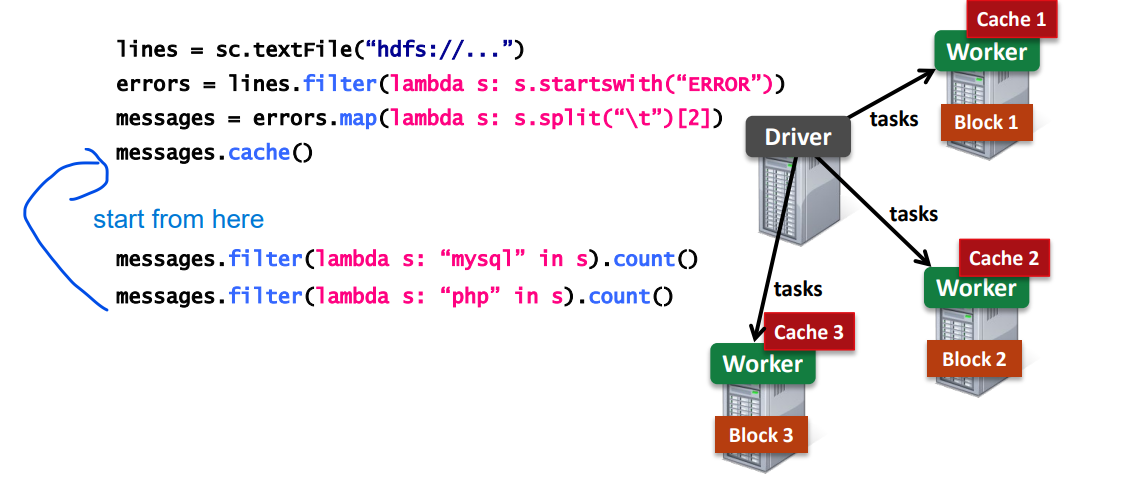 lines = sc.textFile(“hdfs://...”)
errors = lines.filter(lambda s: s.startswith(“ERROR”))
messages = errors.map(lambda s: s.split(“\t”)[2])
messages.cache()
start from here
messages.filter(lambda s: “mysql” in s).count()
messages.filter(lambda s: “php” in s).count()
Cache 1
Worker
Block 1
tasks
Driver
tasks
Cache 2
Worker
Block 2
tasks
Cache 3
Worker
Block 3